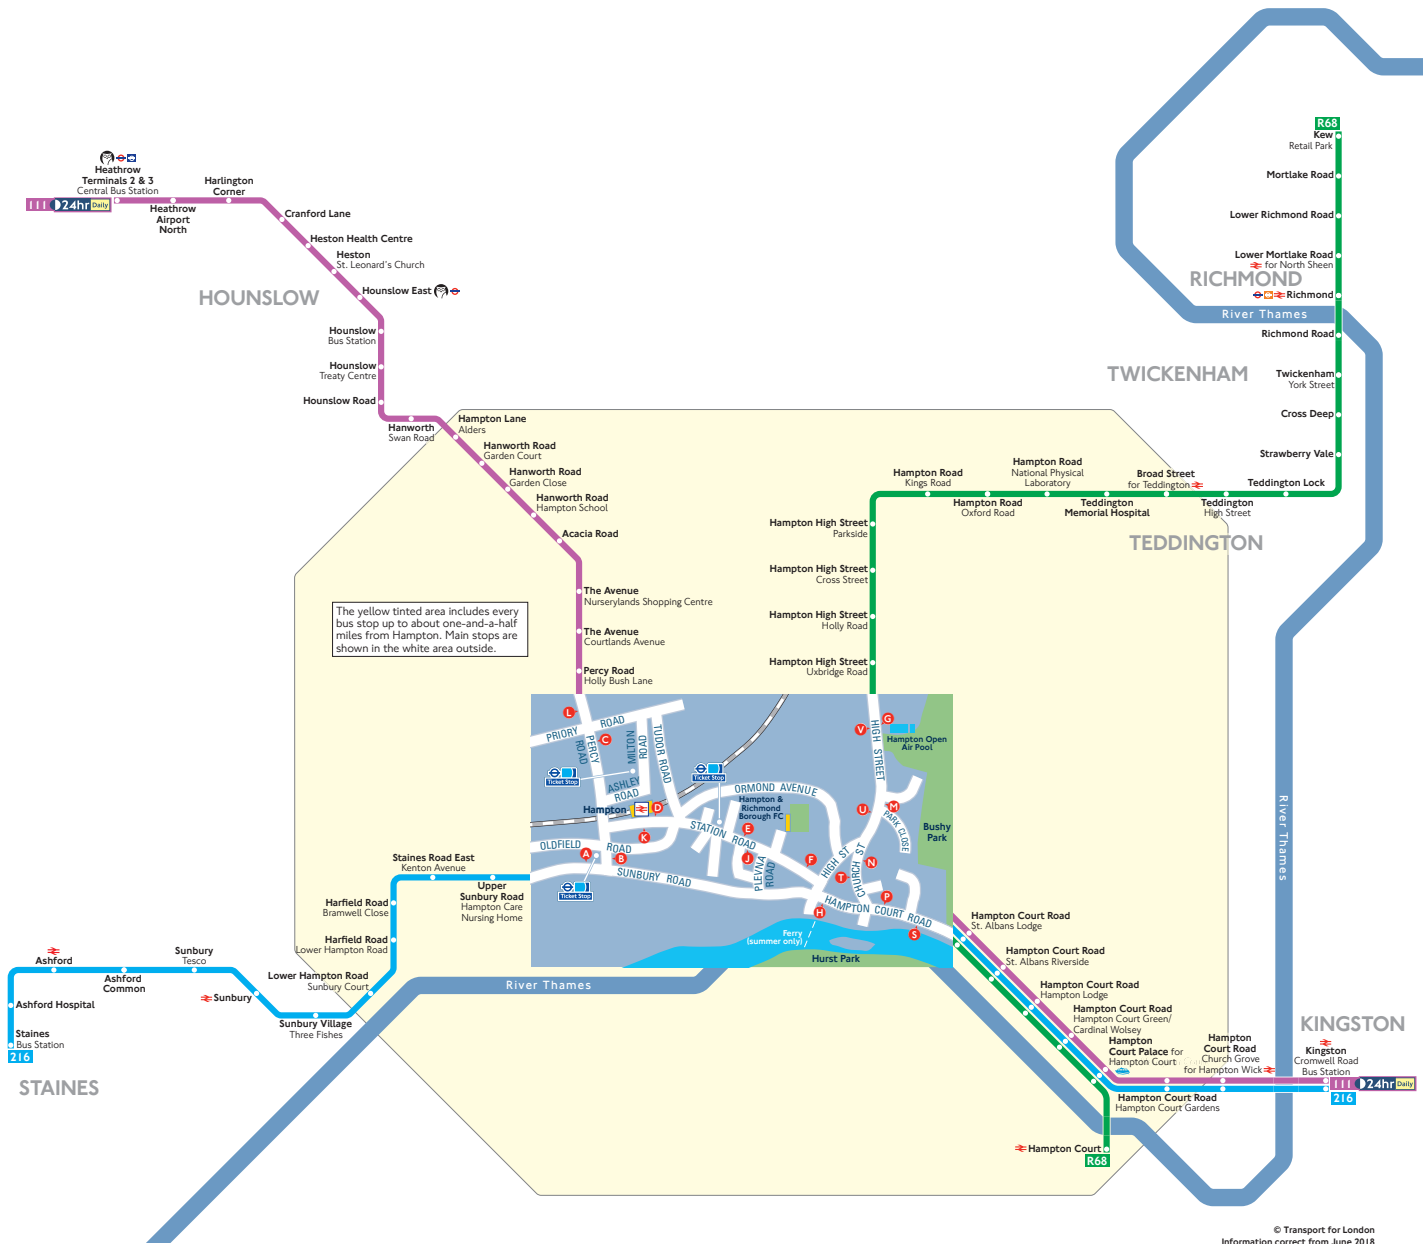 R68
Kew
Retail Park
Mortlake Road
Lower Richmond Road
Lower Mortlake Road
for North Sheen
RICHMOND
Richmond
River Thames
Richmond Road
TWICKENHAM
Twickenham
York Street
Cross Deep
Strawberry Vale
Teddington Lock
Heathrow
Terminals 2 & 3
Central Bus Station
111 24hr Daily
Heathrow
Airport
North
Harlington
Corner
Cranford Lane
Heston Health Centre
Heston
St. Leonard's Church
HOUNSLOW
Hounslow East
Hounslow
Bus Station
Hounslow
Treaty Centre
Hounslow Road
Hanworth
Swan Road
Hampton Lane
Alders
Hanworth Road
Garden Court
Hanworth Road
Garden Close
Hanworth Road
Hampton School
Acacia Road
The Avenue
Nurserylands Shopping Centre
The Avenue
Courtlands Avenue
Percy Road
Holly Bush Lane
The yellow tinted area includes every
bus stop up to about one-and-a-half
miles from Hampton. Main stops are
shown in the white area outside.
Hampton Road
Kings Road
Hampton Road
Oxford Road
Hampton Road
National Physical
Laboratory
Teddington
Memorial Hospital
Broad Street
for Teddington
Teddington
High Street
TEDDINGTON
Hampton High Street
Parkside
Hampton High Street
Cross Street
Hampton High Street
Holly Road
Hampton High Street
Uxbridge Road
L
PRIORY ROAD
C
PERCY
ROAD
MILTON
ROAD
TUDOR ROAD
Ticket Stop
ASHLEY
ROAD
Hampton
D
Ticket Stop
ORMOND AVENUE
Hampton &
Richmond
Borough FC
V
G
HIGH STREET
Hampton Open
Air Pool
U
M
PARK CLOSE
Bushy
Park
K
STATION ROAD
E
OLDFIELD ROAD
A
B
J
PLEVNA
ROAD
F
HIGH ST
CHURCH ST
N
T
SUNBURY ROAD
Ticket Stop
P
HAMPTON COURT ROAD
H
S
Ferry
(summer only)
Hurst Park
Staines Road East
Kenton Avenue
Upper
Sunbury Road
Hampton Care
Nursing Home
Harfield Road
Bramwell Close
Harfield Road
Lower Hampton Road
Lower Hampton Road
Sunbury Court
Sunbury Village
Three Fishes
Sunbury
Sunbury
Tesco
Ashford
Common
Ashford
Ashford Hospital
Staines
Bus Station
216
STAINES
River Thames
River Thames
Hampton Court Road
St. Albans Lodge
Hampton Court Road
St. Albans Riverside
Hampton Court Road
Hampton Lodge
Hampton Court Road
Hampton Court Green/
Cardinal Wolsey
Hampton
Court Palace for
Hampton Court
Hampton Court Road
Hampton Court Gardens
Hampton
Court Road
Church Grove
for Hampton Wick
KINGSTON
Kingston
Cromwell Road
Bus Station
111 24hr Daily
216
Hampton Court
R68
© Transport for London
Information correct from June 2018